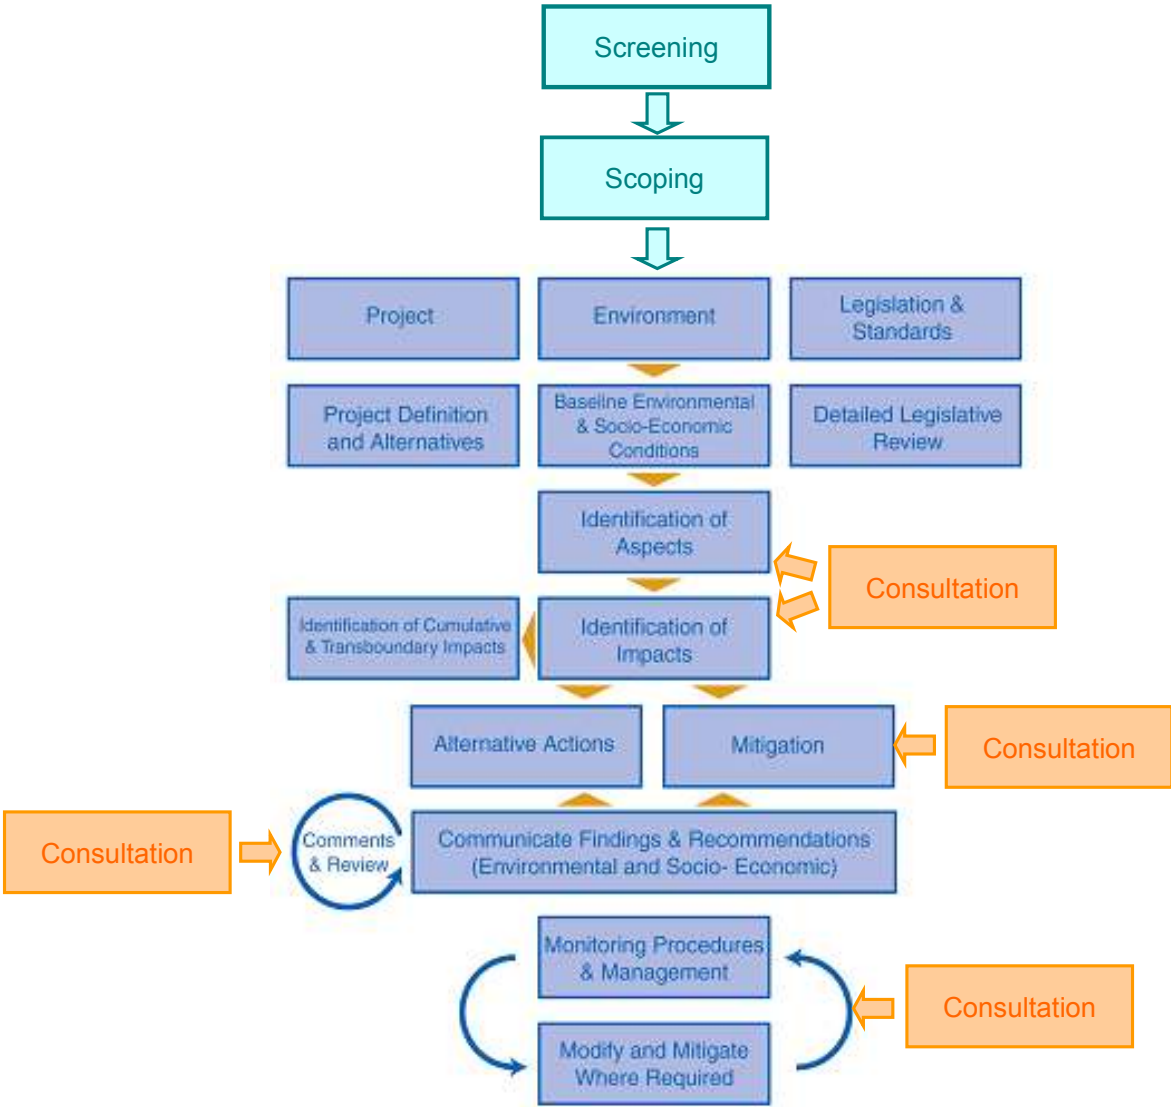 Screening
Scoping
Project
Environment
Legislation &
Standards
Project Definition
and Alternatives
Baseline Environmental
& Socio-Economic
Conditions
Detailed Legislative
Review
Identification of
Aspects
Consultation
Identification of Cumulative
& Transboundary Impacts
Identification of
Impacts
Alternative Actions
Mitigation
Consultation
Consultation
Comments
& Review
Communicate Findings & Recommendations
(Environmental and Socio- Economic)
Monitoring Procedures
& Management
Consultation
Modify and Mitigate
Where Required